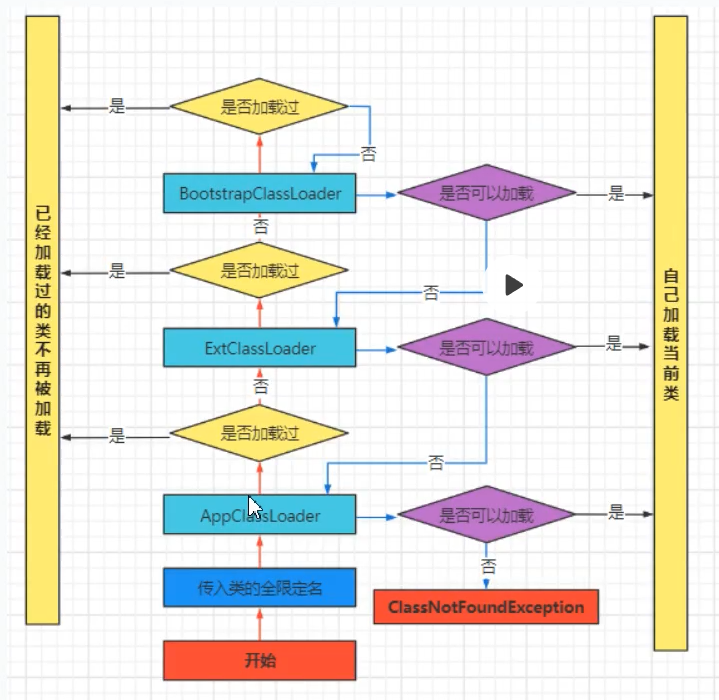 是否加载过
是
否
BootstrapClassLoader
是否可以加载
是
否
是否加载过
是
否
ExtClassLoader
是否可以加载
是
否
是否加载过
是
否
AppClassLoader
是否可以加载
是
传入类的全限定名
否
ClassNotFoundException
开始
已经加载过的类不再被加载
自己加载当前类